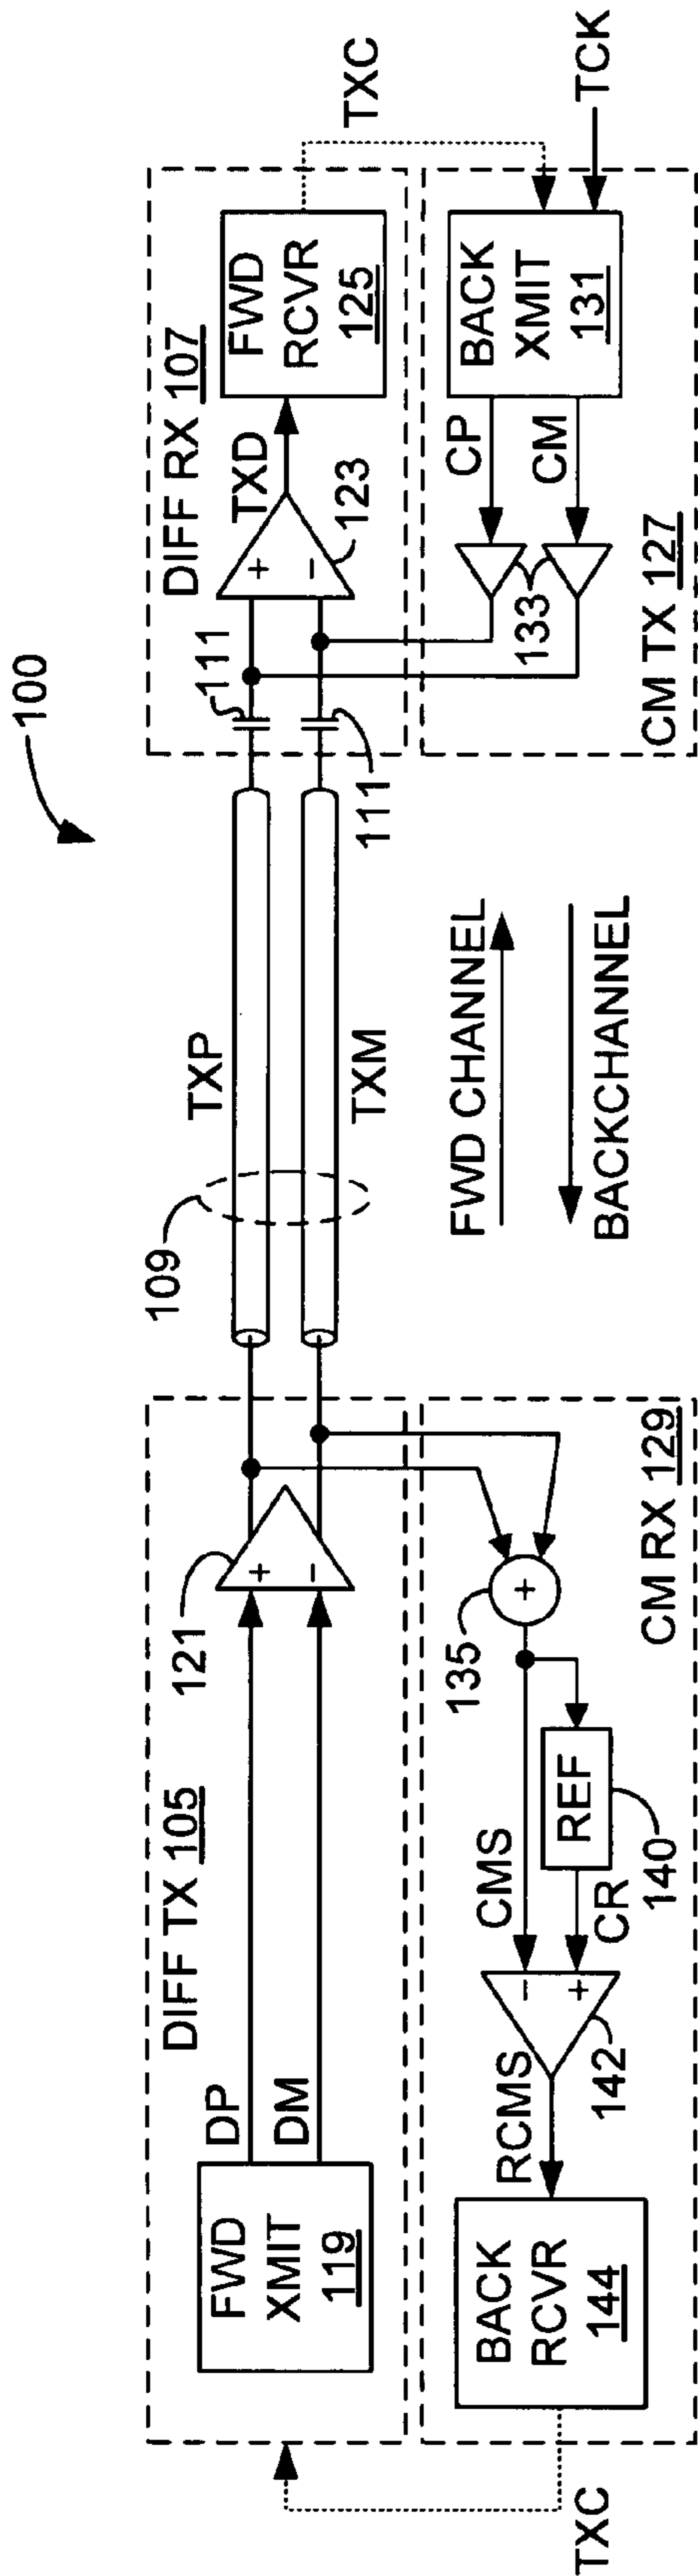 100
DIFF TX 105
FWD
XMIT
119
DP
DM
121
+
−
109
TXP
TXM
111
111
DIFF RX 107
+
−
123
TXD
FWD
RCVR
125
TXC
FWD CHANNEL
BACKCHANNEL
TXC
BACK
RCVR
144
RCMS
142
−
+
CMS
CR
REF
140
135
+
CM RX 129
133
CP
CM
BACK
XMIT
131
TCK
CM TX 127